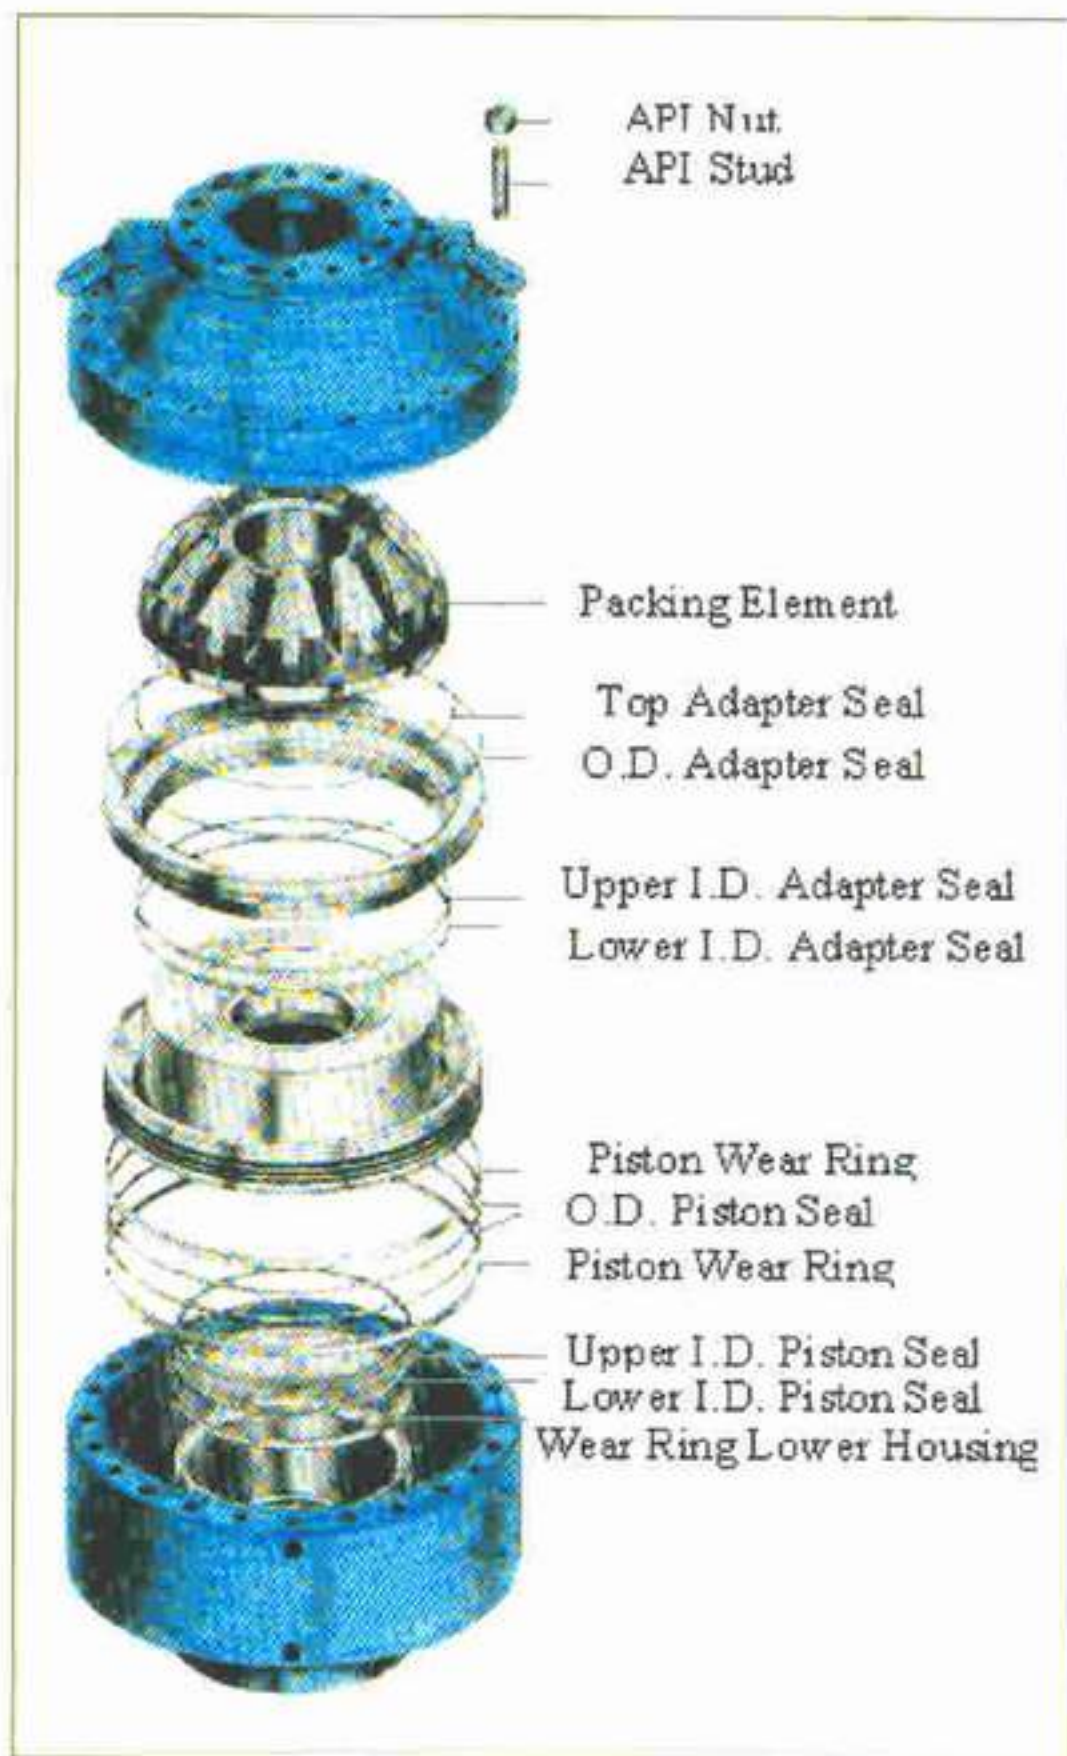 API Nut
API Stud
Packing Element
Top Adapter Seal
O.D. Adapter Seal
Upper I.D. Adapter Seal
Lower I.D. Adapter Seal
Piston Wear Ring
O.D. Piston Seal
Piston Wear Ring
Upper I.D. Piston Seal
Lower I.D. Piston Seal
Wear Ring Lower Housing